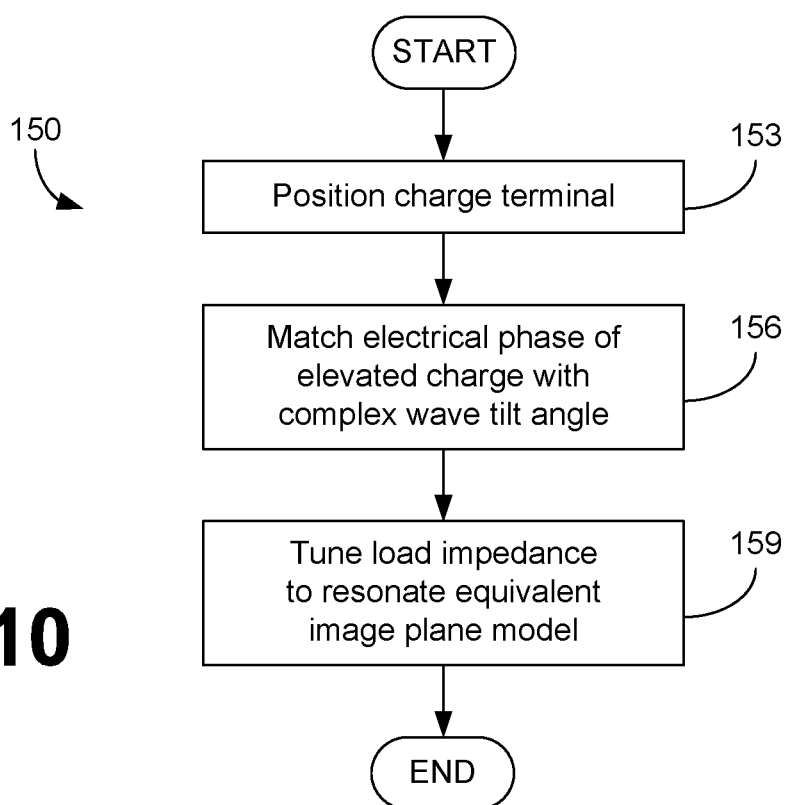 START
150
153
Position charge terminal
156
Match electrical phase of
elevated charge with
complex wave tilt angle
159
Tune load impedance
to resonate equivalent
image plane model
10
END